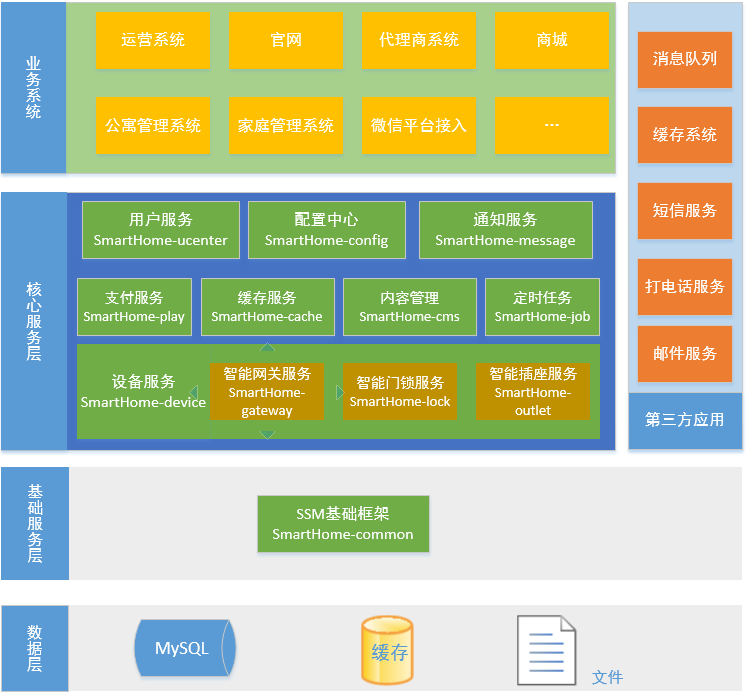 业务系统
运营系统
官网
代理商系统
商城
公寓管理系统
家庭管理系统
微信平台接入
...
核心服务层
用户服务
SmartHome-ucenter
配置中心
SmartHome-config
通知服务
SmartHome-message
支付服务
SmartHome-play
缓存服务
SmartHome-cache
内容管理
SmartHome-cms
定时任务
SmartHome-job
设备服务
SmartHome-device
智能网关服务
SmartHome-
gateway
智能门锁服务
SmartHome-lock
智能插座服务
SmartHome-
outlet
基础服务层
SSM基础框架
SmartHome-common
数据层
MySQL
缓存
文件
消息队列
缓存系统
短信服务
打电话服务
邮件服务
第三方应用